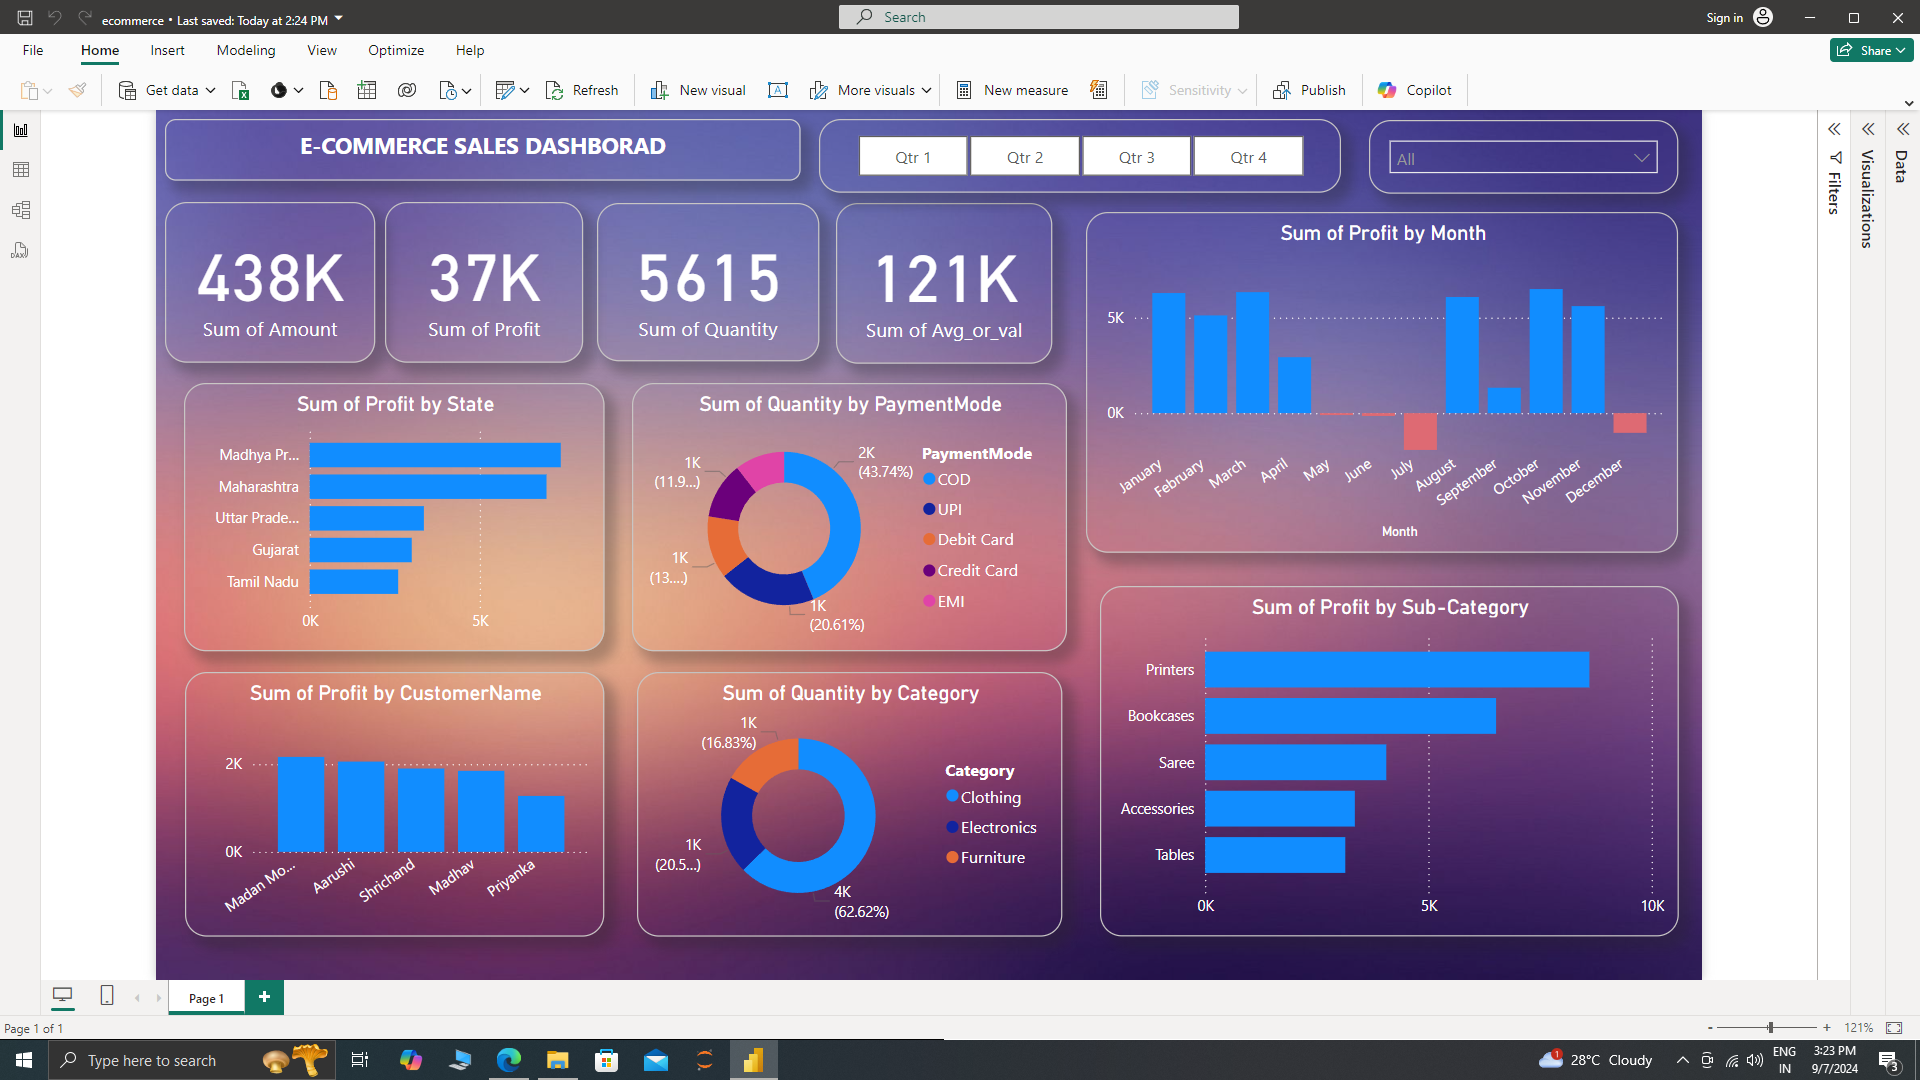 ecommerce • Last saved: Today at 2:24 PM
Search
Sign in
File Home Insert Modeling View Optimize Help
Share
Get data
Refresh
New visual
More visuals
New measure
Sensitivity
Publish
Copilot
E-COMMERCE SALES DASHBORAD
Qtr 1 Qtr 2 Qtr 3 Qtr 4
All
Filters
Visualizations
Data
438K
Sum of Amount
37K
Sum of Profit
5615
Sum of Quantity
121K
Sum of Avg_or_val
Sum of Profit by Month
5K
0K
January
February
March
April
May
June
July
August
September
October
November
December
Month
Sum of Profit by State
Madhya Pr...
Maharashtra
Uttar Prade...
Gujarat
Tamil Nadu
0K 5K
Sum of Quantity by PaymentMode
2K
(43.74%)
1K
(20.61%)
1K
(13....)
1K
(11.9...)
PaymentMode
COD
UPI
Debit Card
Credit Card
EMI
Sum of Profit by CustomerName
2K
0K
Madan Mo...
Aarushi
Shrichand
Madhav
Priyanka
Sum of Quantity by Category
1K
(16.83%)
1K
(20.5...)
4K
(62.62%)
Category
Clothing
Electronics
Furniture
Sum of Profit by Sub-Category
Printers
Bookcases
Saree
Accessories
Tables
0K 5K 10K
Page 1
+
Page 1 of 1
- + 121%
Type here to search
1
28°C Cloudy
ENG
IN
3:23 PM
9/7/2024
3